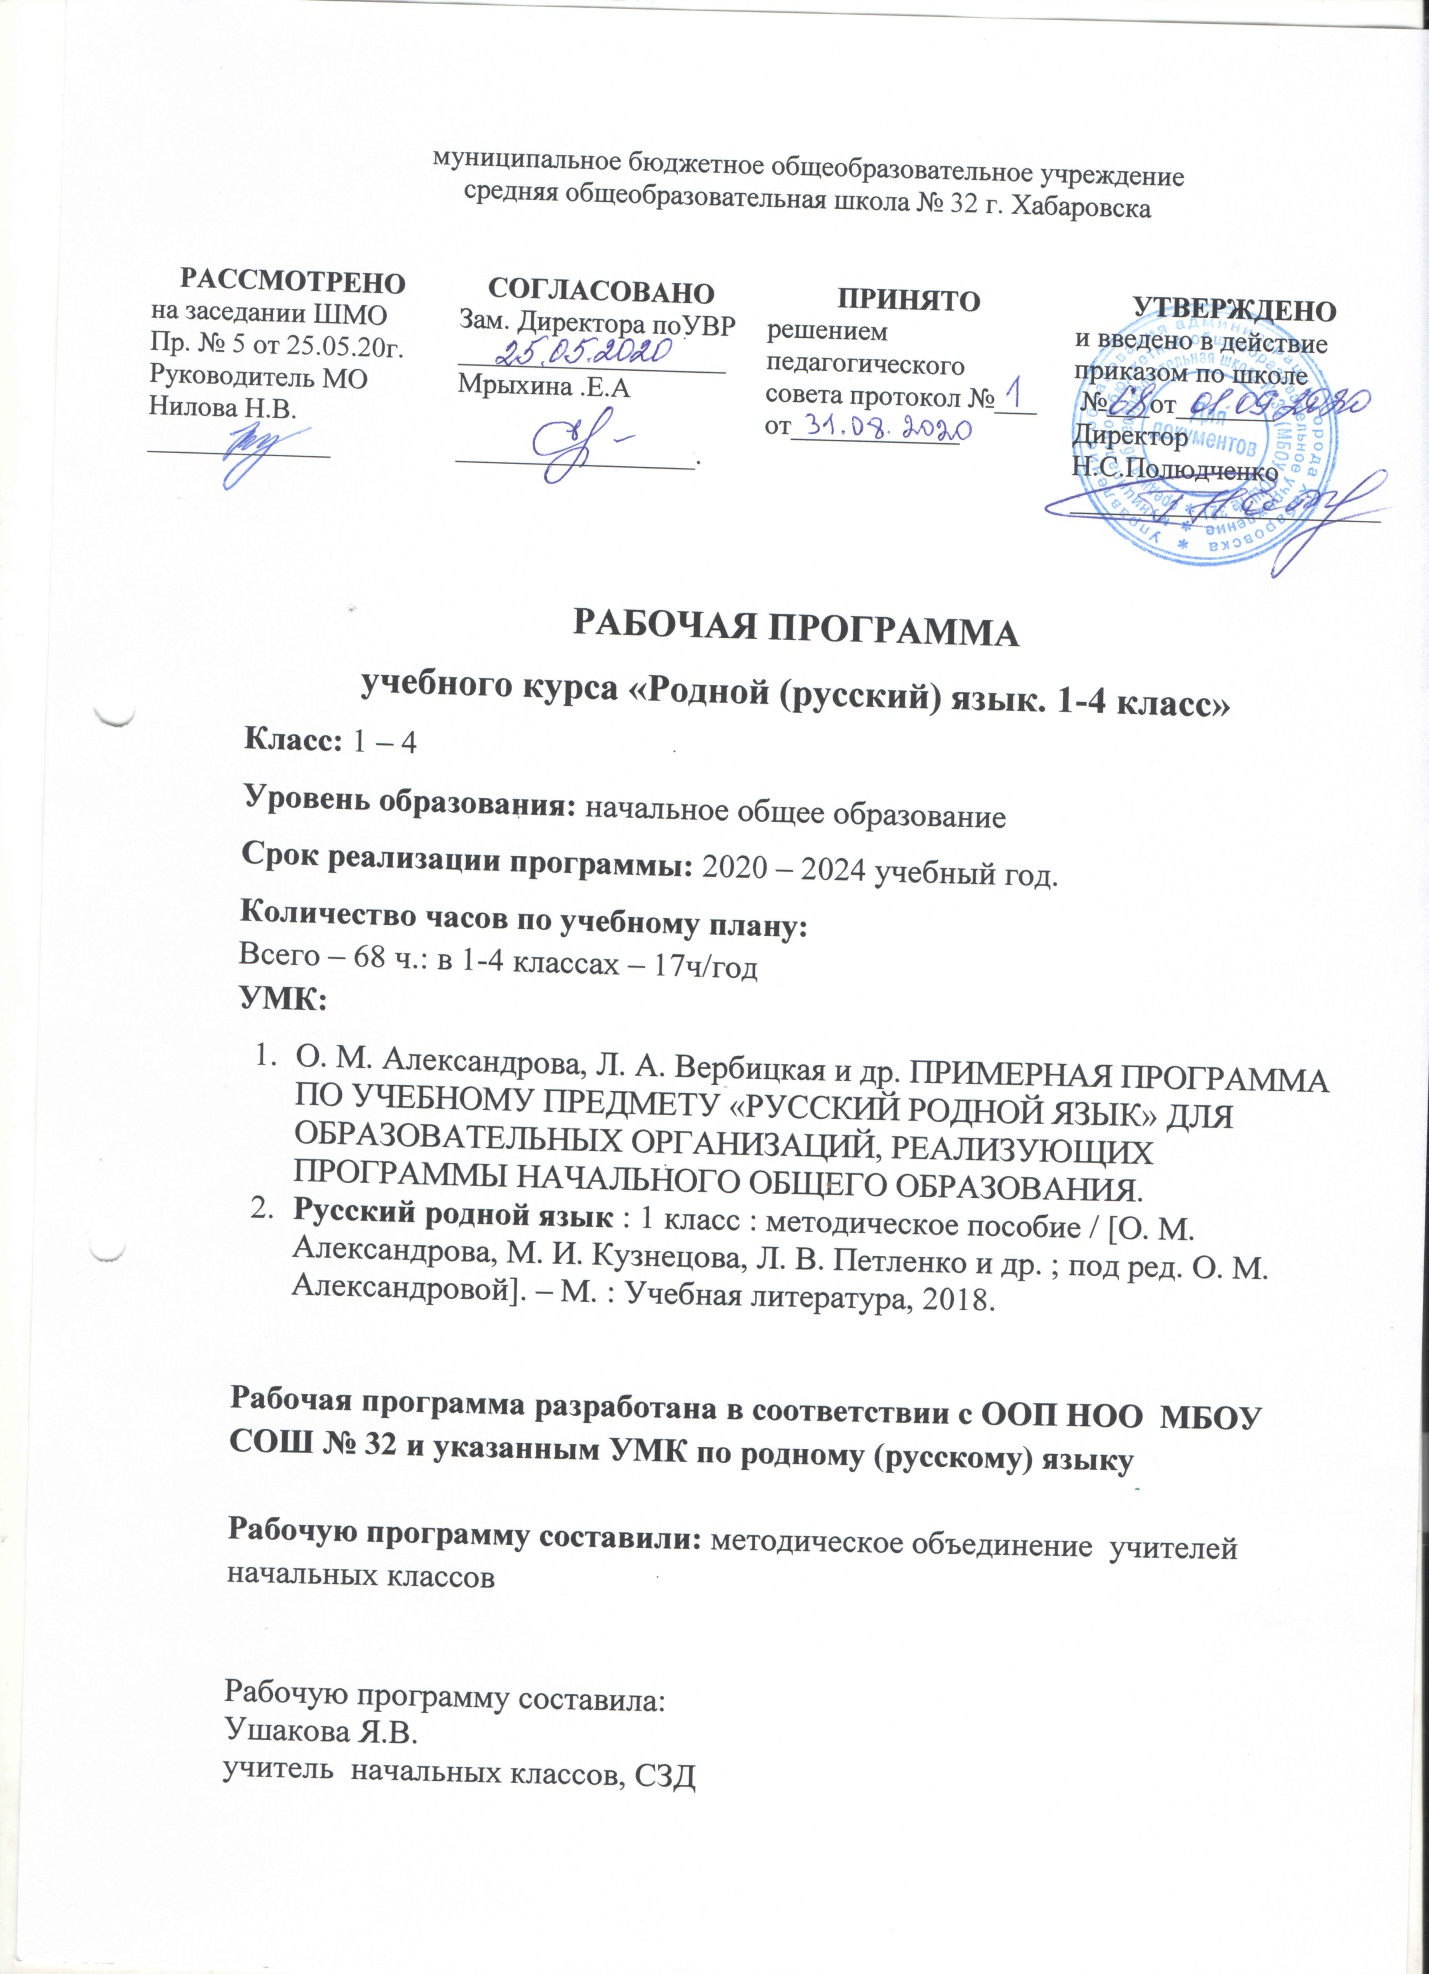 муниципальное бюджетное общеобразовательное учреждение
средняя общеобразовательная школа № 32 г. Хабаровска
РАССМОТРЕНО
на заседании ШМО
Пр. № 5 от 25.05.20г.
Руководитель МО
Нилова Н.В.
СОГЛАСОВАНО
Зам. Директора поУВР
25.05.2020
Мрыхина .Е.А
ПРИНЯТО
решением
педагогического
совета протокол № 1
от 31.08.2020
УТВЕРЖДЕНО
и введено в действие
приказом по школе
№ 68 от 01.09.2020
Директор
Н.С.Полюдченко
Для
документов
РАБОЧАЯ ПРОГРАММА
учебного курса «Родной (русский) язык. 1-4 класс»
Класс: 1 – 4
Уровень образования: начальное общее образование
Срок реализации программы: 2020 – 2024 учебный год.
Количество часов по учебному плану:
Всего – 68 ч.: в 1-4 классах – 17ч/год
УМК:
1. О. М. Александрова, Л. А. Вербицкая и др. ПРИМЕРНАЯ ПРОГРАММА
ПО УЧЕБНОМУ ПРЕДМЕТУ «РУССКИЙ РОДНОЙ ЯЗЫК» ДЛЯ
ОБРАЗОВАТЕЛЬНЫХ ОРГАНИЗАЦИЙ, РЕАЛИЗУЮЩИХ
ПРОГРАММЫ НАЧАЛЬНОГО ОБЩЕГО ОБРАЗОВАНИЯ.
2. Русский родной язык : 1 класс : методическое пособие / [О. М.
Александрова, М. И. Кузнецова, Л. В. Петленко и др. ; под ред. О. М.
Александровой]. – М. : Учебная литература, 2018.
Рабочая программа разработана в соответствии с ООП НОО МБОУ
СОШ № 32 и указанным УМК по родному (русскому) языку
Рабочую программу составили: методическое объединение учителей
начальных классов
Рабочую программу составила:
Ушакова Я.В.
учитель начальных классов, СЗД